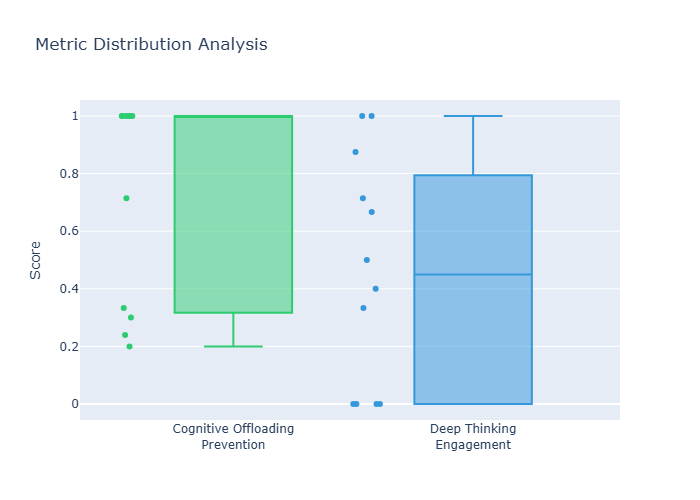 Metric Distribution Analysis
Score
1
0.8
0.6
0.4
0.2
0
Cognitive Offloading
Prevention
Deep Thinking
Engagement